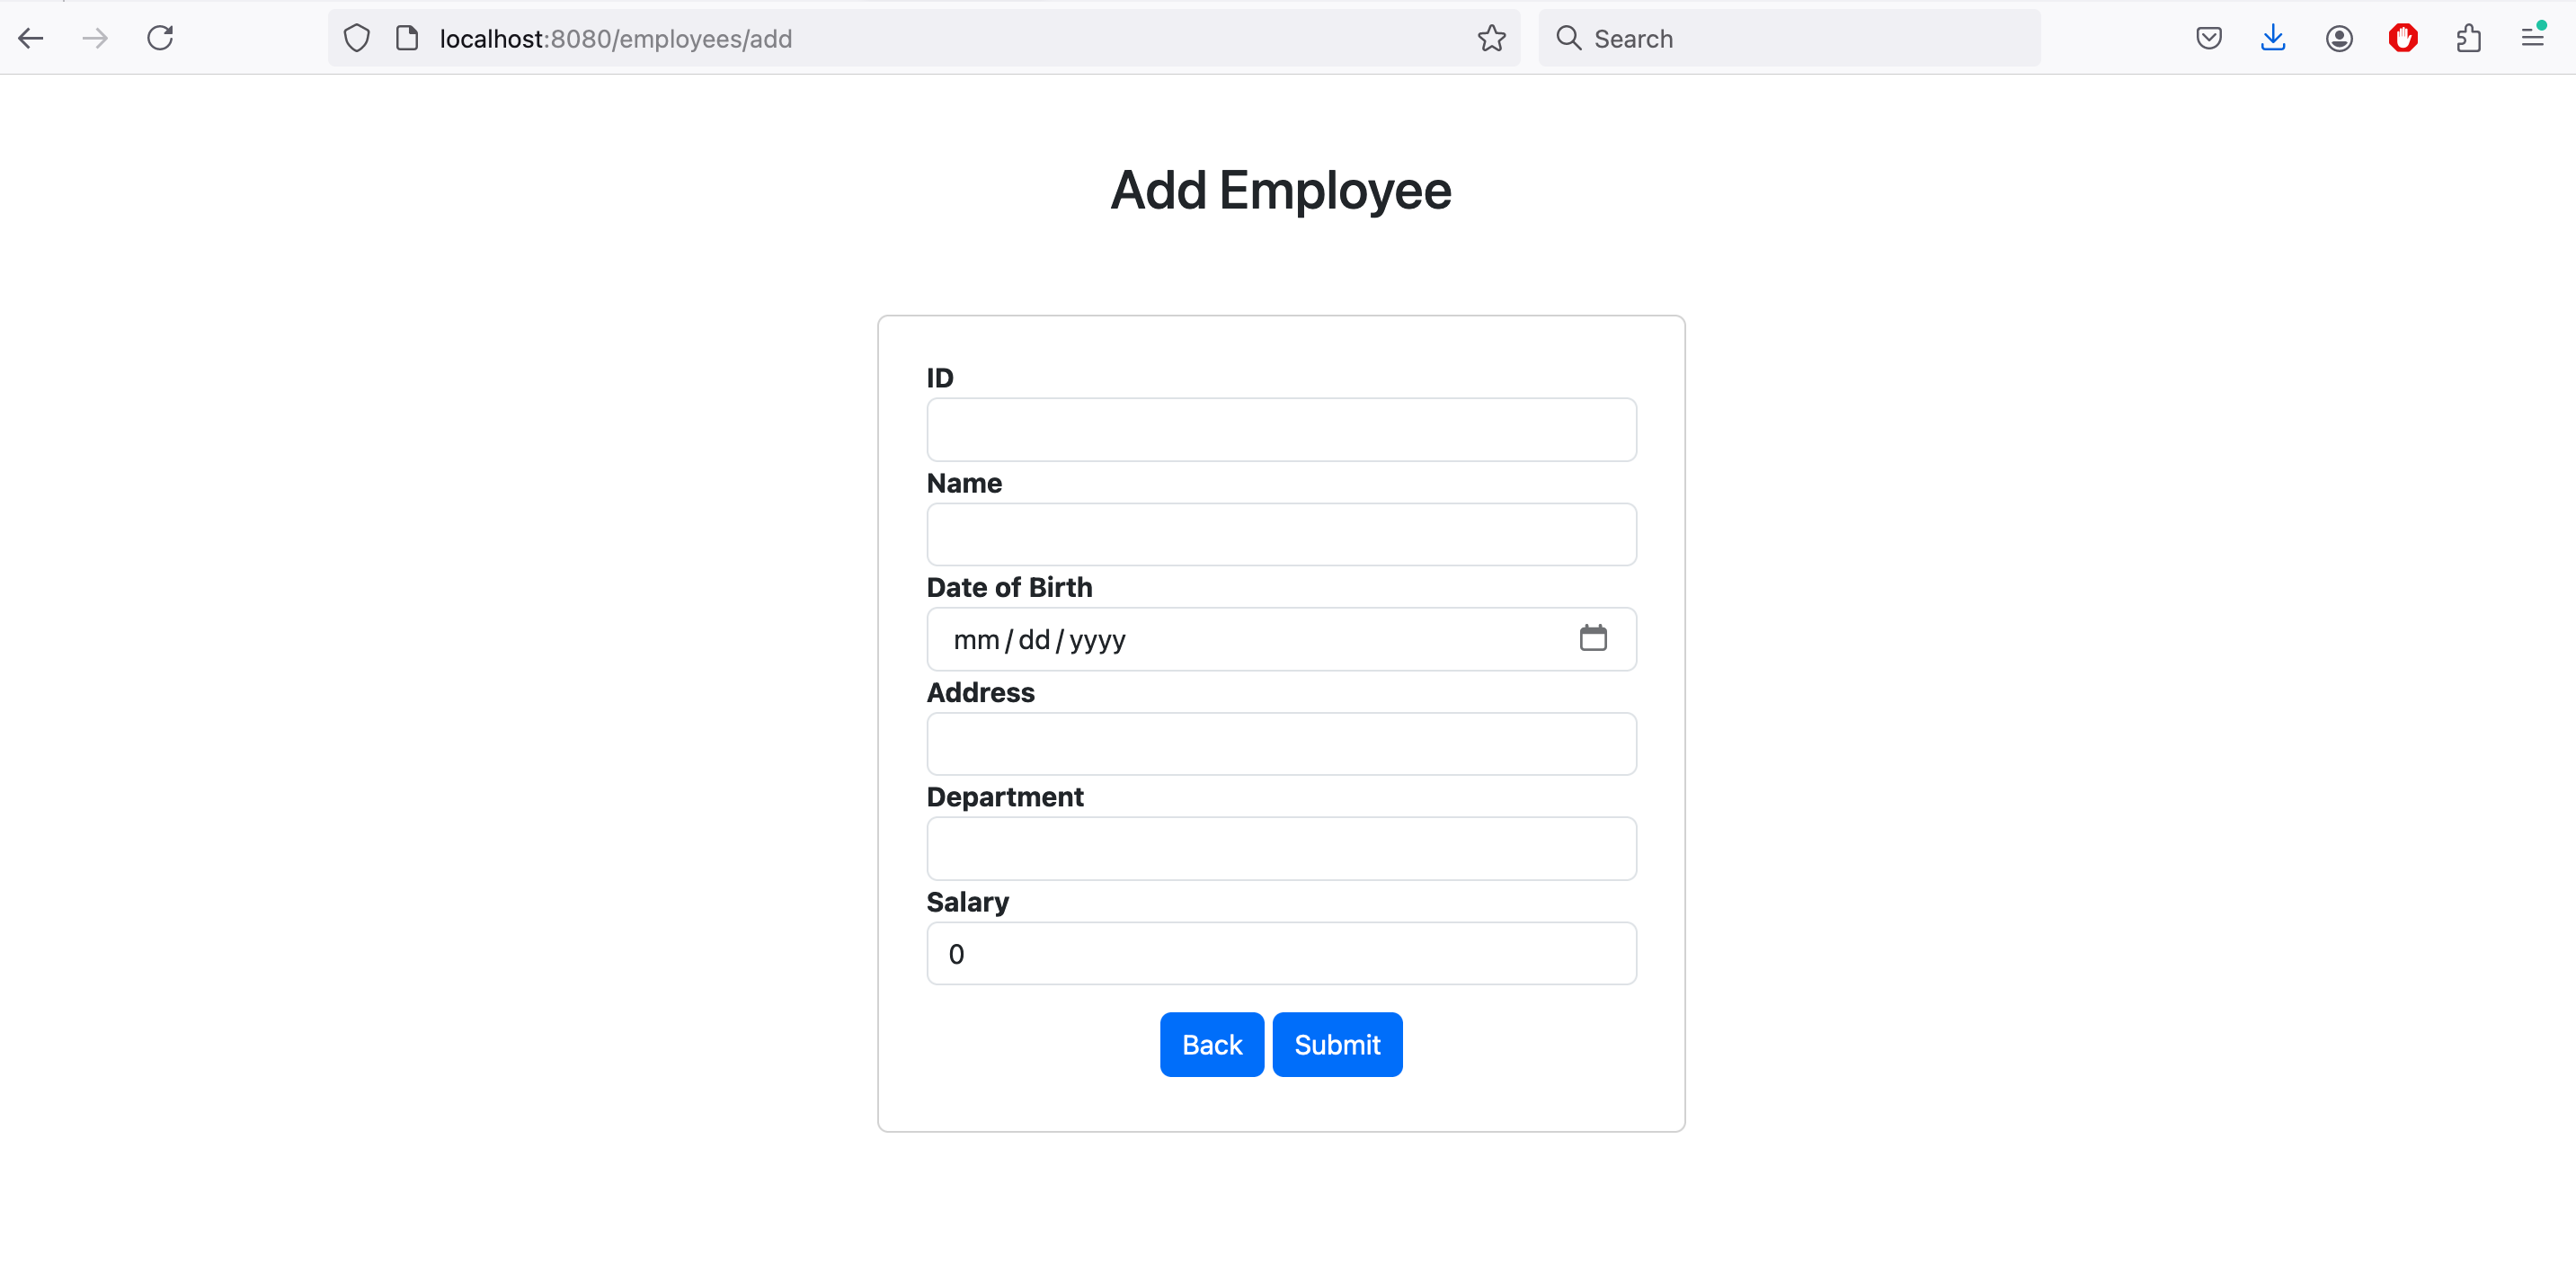 localhost:8080/employees/add
Search
Add Employee
ID
Name
Date of Birth
mm/dd/yyyy
Address
Department
Salary
0
Back Submit